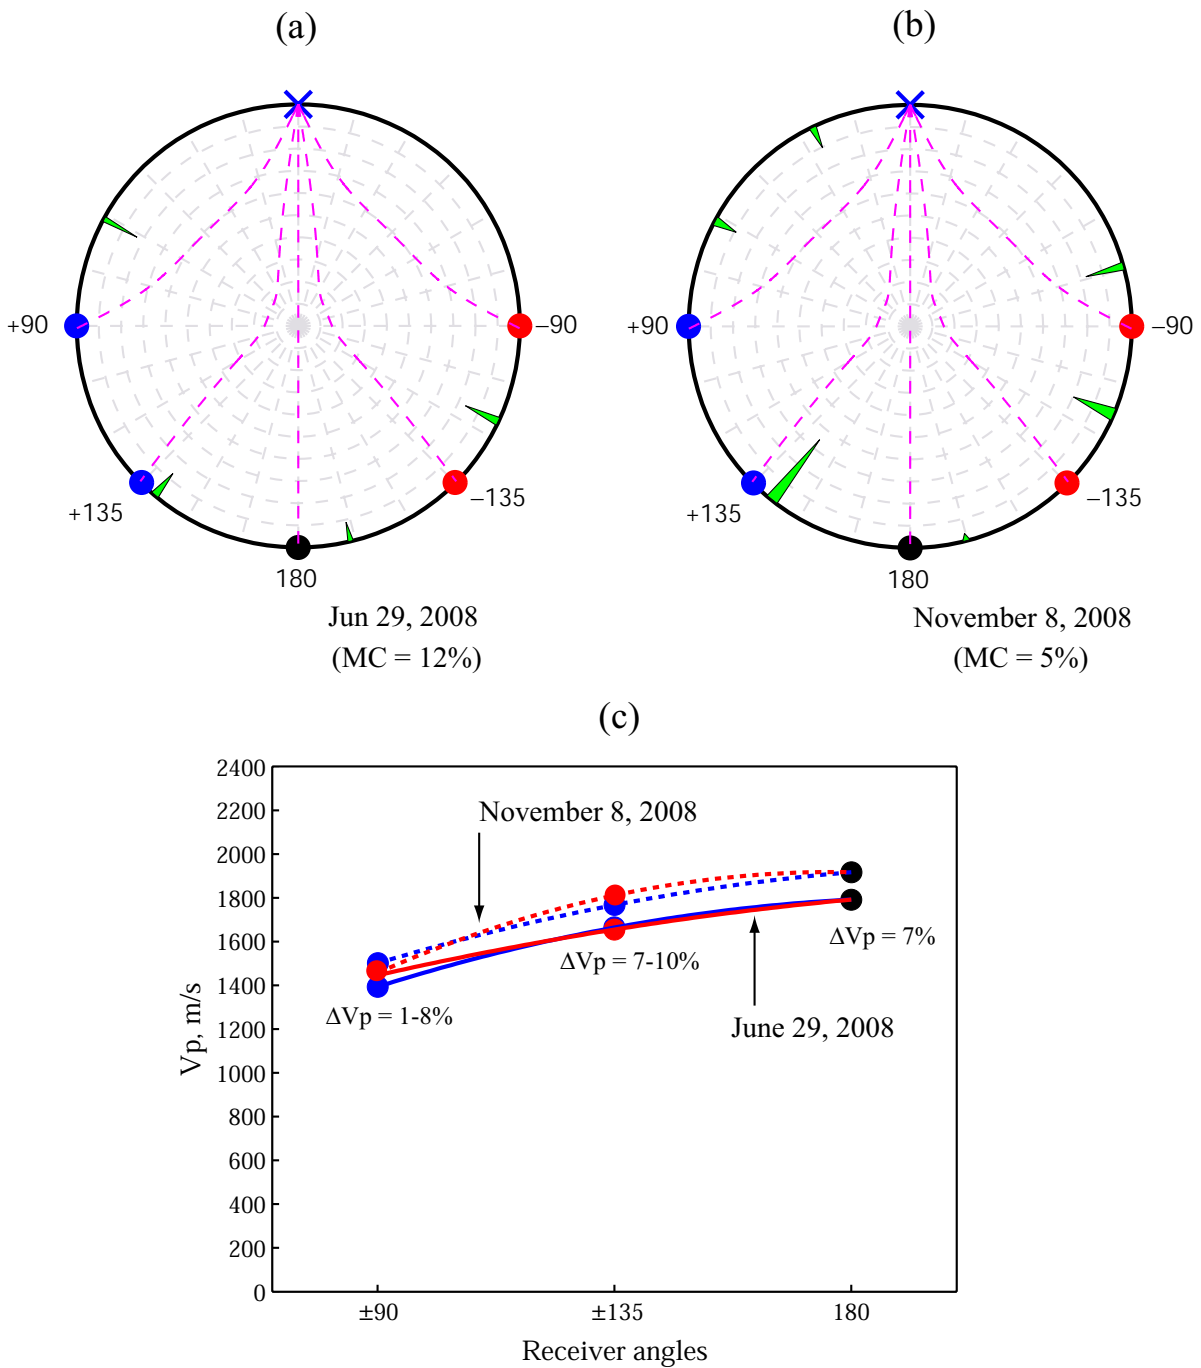 (a)
(b)
+90
−90
+90
−90
+135
−135
+135
−135
180
180
Jun 29, 2008
(MC = 12%)
November 8, 2008
(MC = 5%)
(c)
2400
2200
2000
1800
1600
1400
1200
1000
800
600
400
200
0
Vp, m/s
November 8, 2008
ΔVp = 7%
ΔVp = 7-10%
ΔVp = 1-8%
June 29, 2008
±90
±135
180
Receiver angles